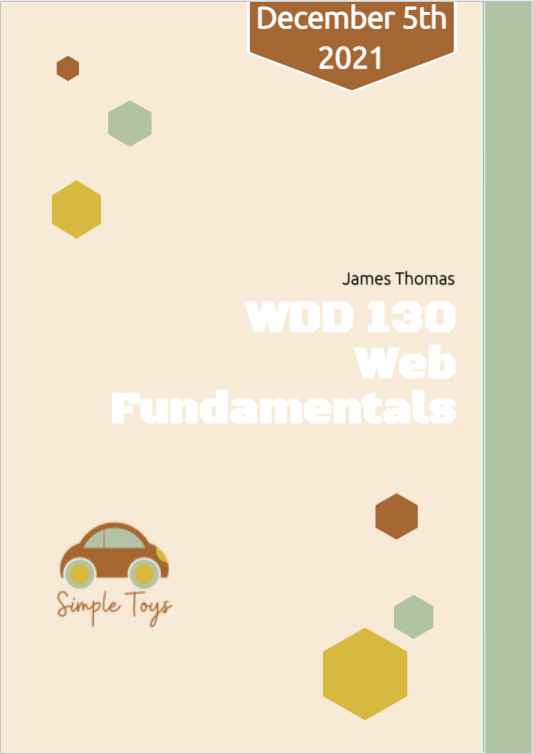 December 5th
2021
James Thomas
WDD 130
Web
Fundamentals
Simple Toys